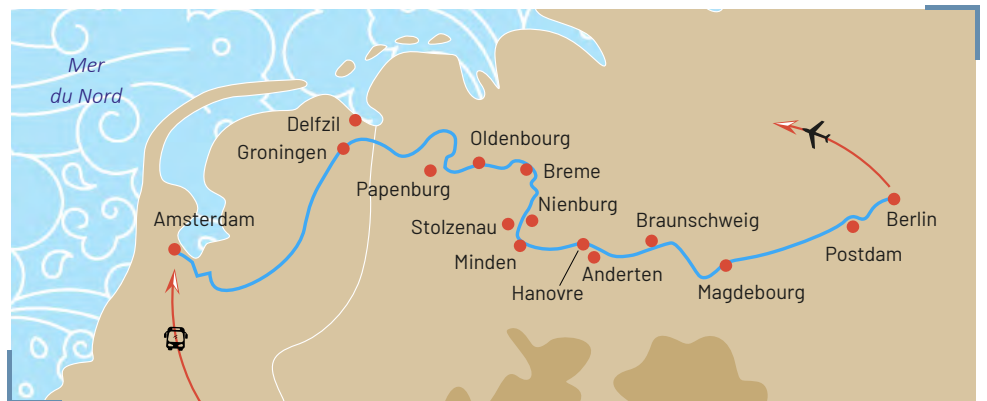 Mer
du Nord
Delfzil
Groningen
Oldenbourg
Papenburg
Breme
Nienburg
Amsterdam
Stolzenau
Braunschweig
Berlin
Minden
Postdam
Anderten
Hanovre
Magdebourg